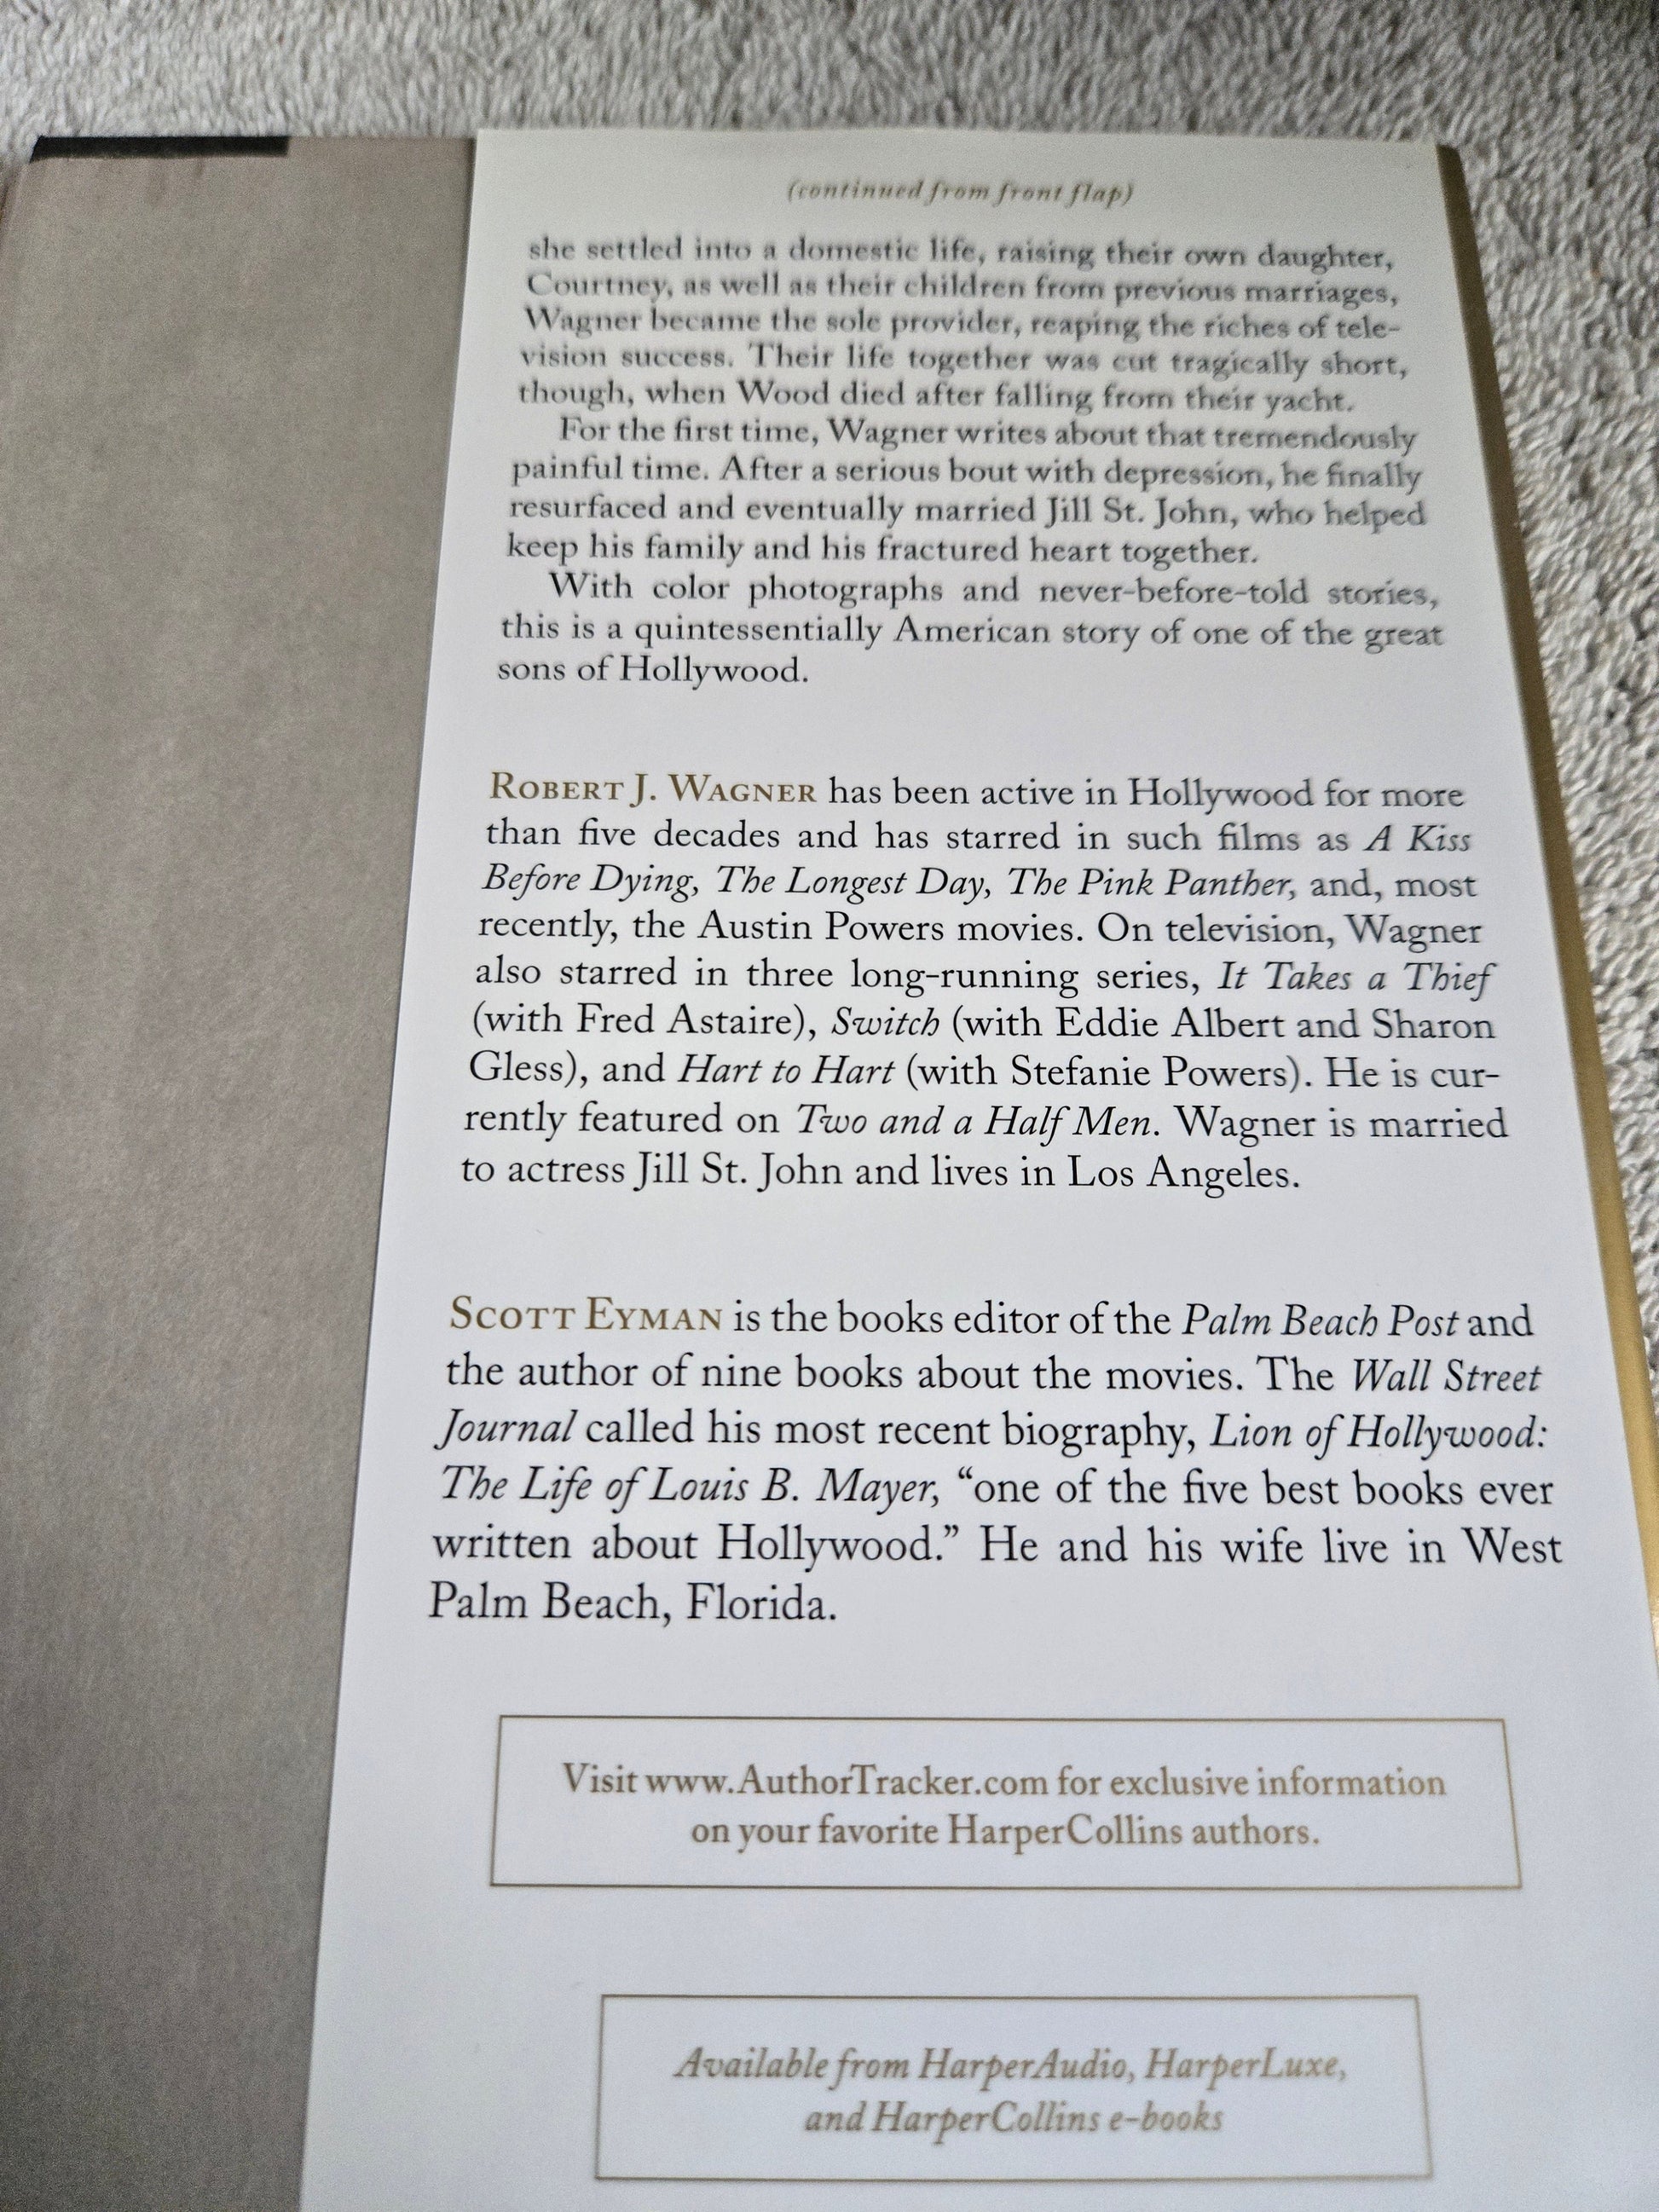 (continued from front flap)
she settled into a domestic life, raising their own daughter,
Courtney, as well as their children from previous marriages,
Wagner became the sole provider, reaping the riches of tele-
vision success. Their life together was cut tragically short,
though, when Wood died after falling from their yacht.
For the first time, Wagner writes about that tremendously
painful time. After a serious bout with depression, he finally
resurfaced and eventually married Jill St. John, who helped
keep his family and his fractured heart together.
With color photographs and never-before-told stories,
this is a quintessentially American story of one of the great
sons of Hollywood.
ROBERT J. WAGNER has been active in Hollywood for more
than five decades and has starred in such films as A Kiss
Before Dying, The Longest Day, The Pink Panther, and, most
recently, the Austin Powers movies. On television, Wagner
also starred in three long-running series, It Takes a Thief
(with Fred Astaire), Switch (with Eddie Albert and Sharon
Gless), and Hart to Hart (with Stefanie Powers). He is cur-
rently featured on Two and a Half Men. Wagner is married
to actress Jill St. John and lives in Los Angeles.
SCOTT EYMAN is the books editor of the Palm Beach Post and
the author of nine books about the movies. The Wall Street
Journal called his most recent biography, Lion of Hollywood:
The Life of Louis B. Mayer, “one of the five best books ever
written about Hollywood.” He and his wife live in West
Palm Beach, Florida.
Visit www.AuthorTracker.com for exclusive information
on your favorite HarperCollins authors.
Available from HarperAudio, HarperLuxe,
and HarperCollins e-books